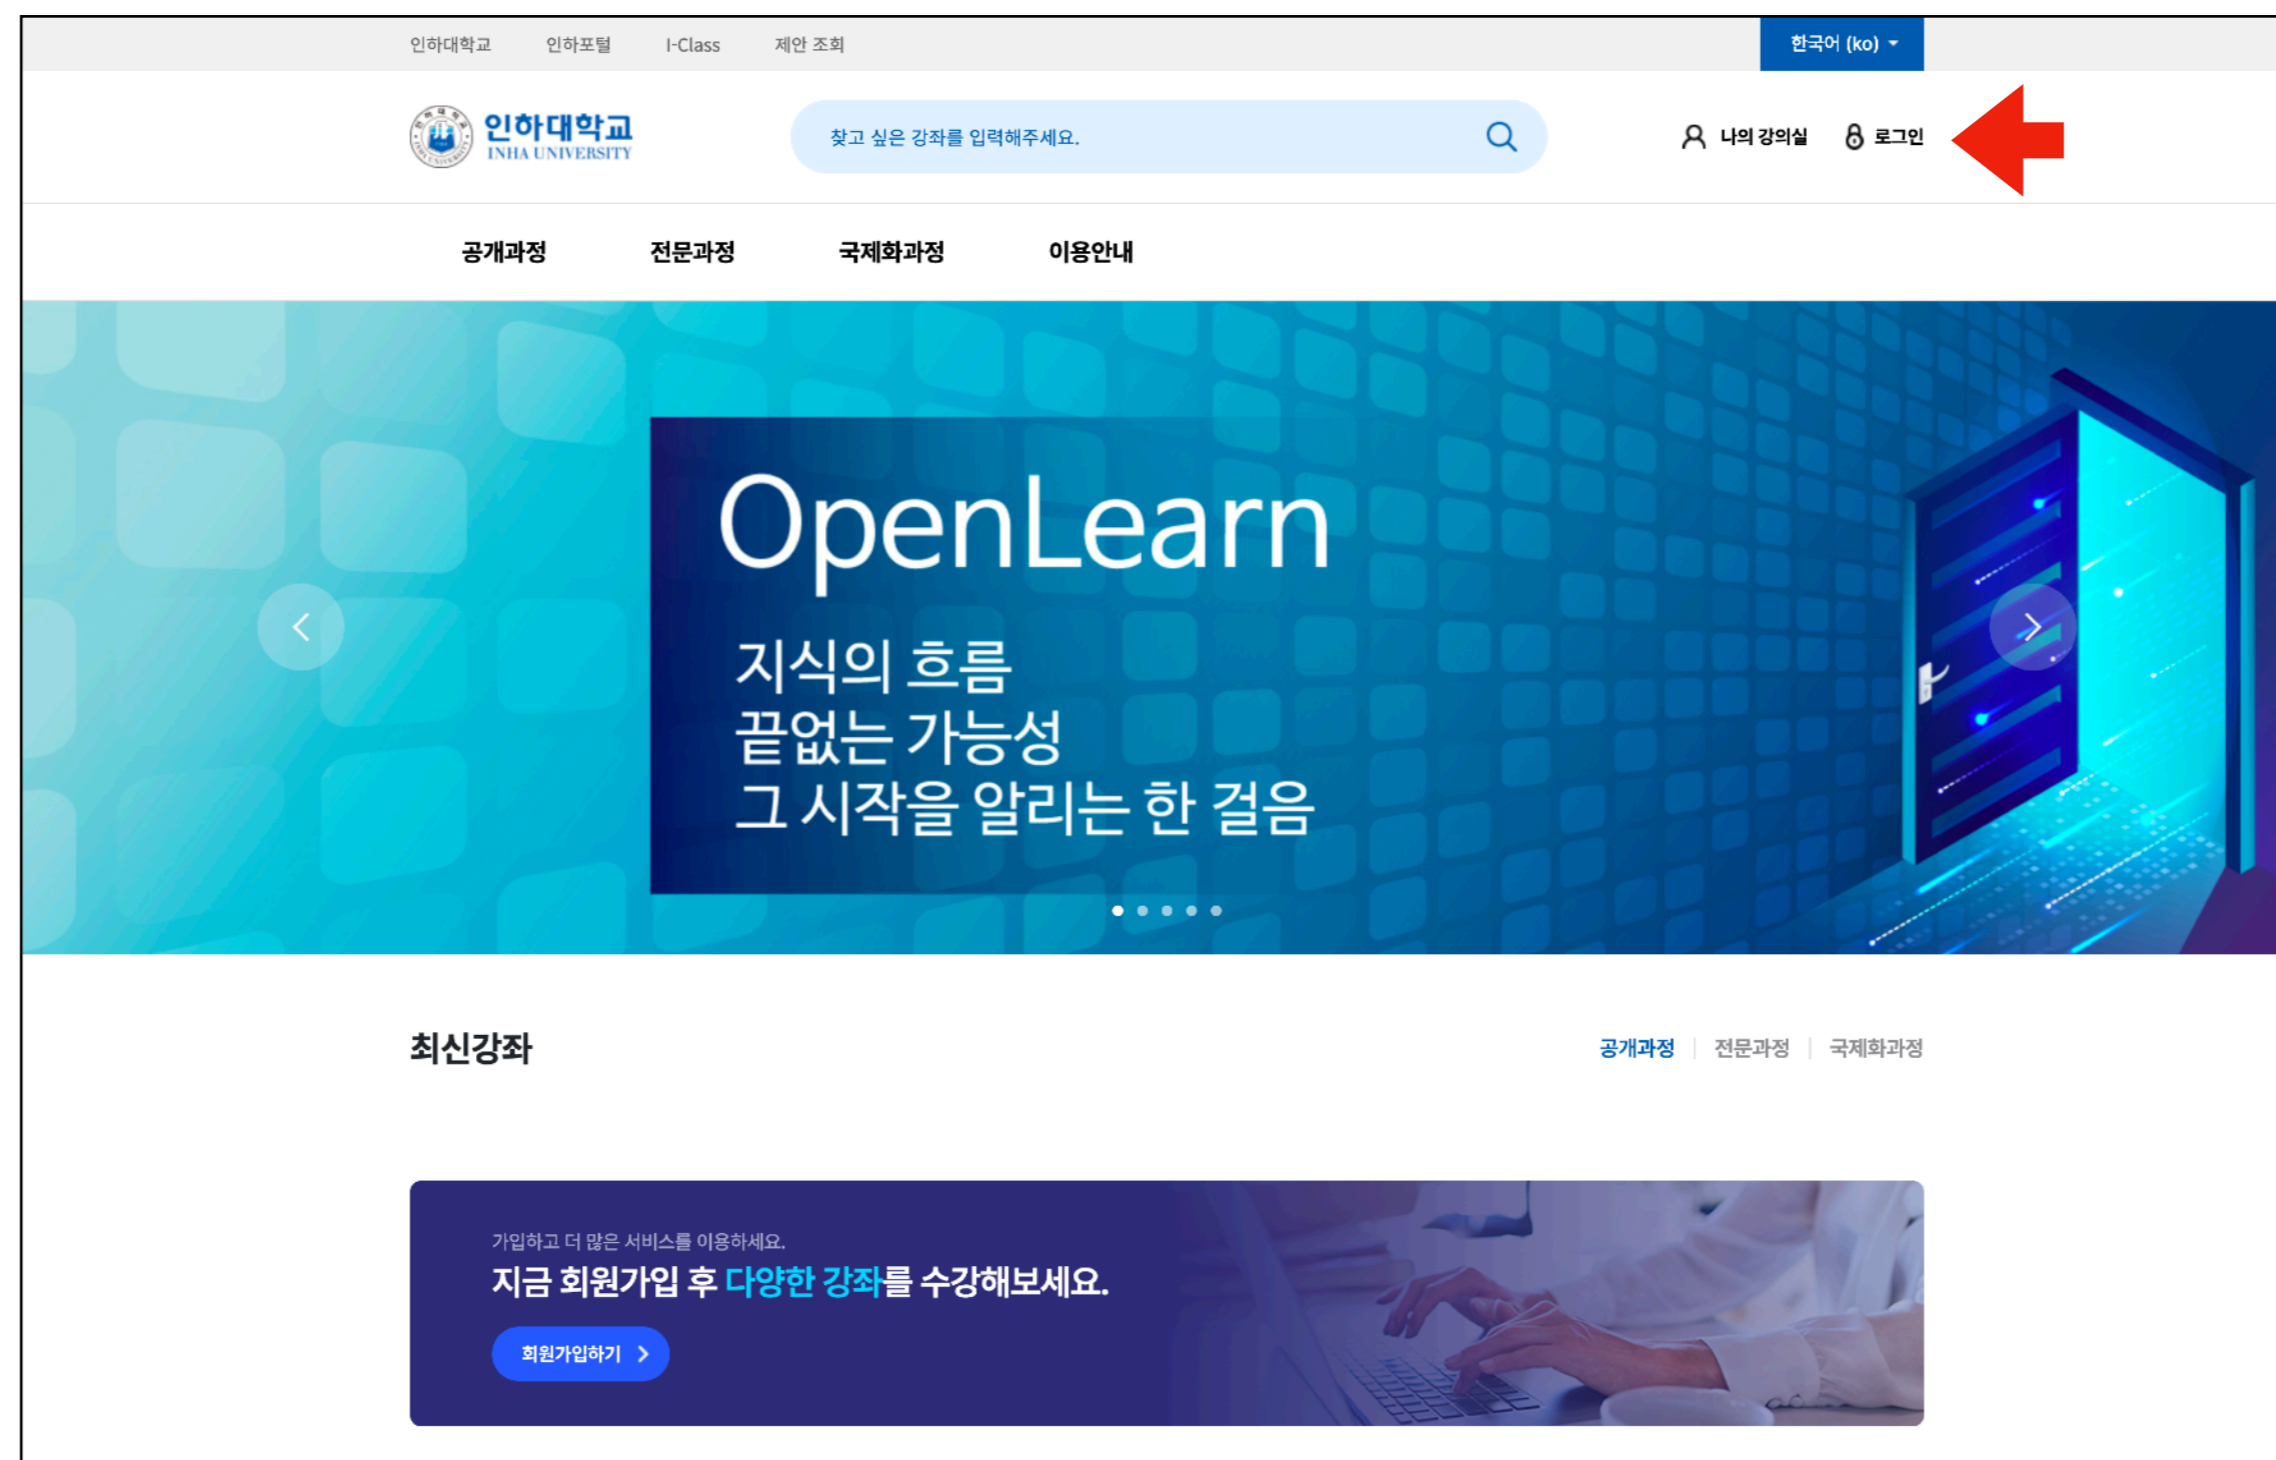 인하대학교 인하포털 I-Class 제안 조회 한국어 (ko)
인하대학교
INHA UNIVERSITY
찾고 싶은 강좌를 입력해주세요.
나의 강의실 로그인
공개과정 전문과정 국제화과정 이용안내
OpenLearn
지식의 흐름
끝없는 가능성
그 시작을 알리는 한 걸음
최신강좌
공개과정 전문과정 국제화과정
가입하고 더 많은 서비스를 이용하세요.
지금 회원가입 후 다양한 강좌를 수강해보세요.
회원가입하기